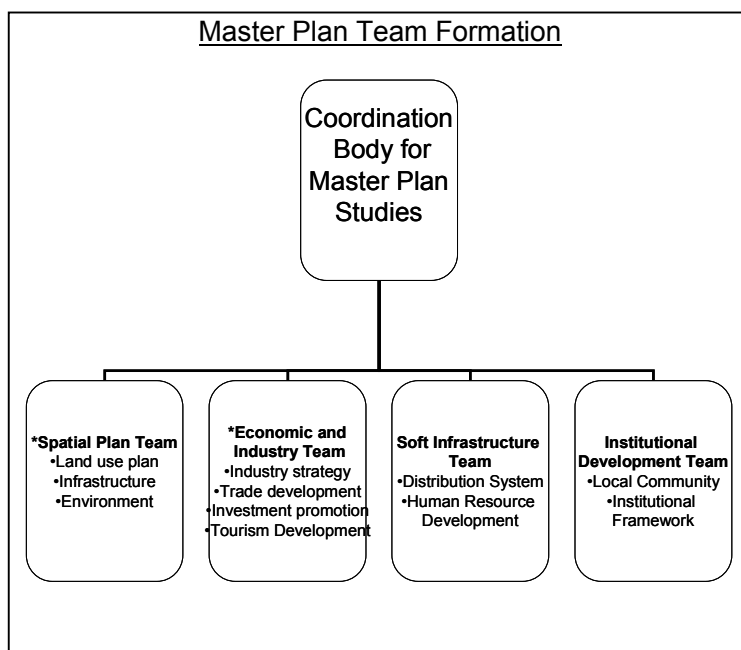 Master Plan Team Formation
Coordination
Body for
Master Plan
Studies
*Spatial Plan Team
•Land use plan
•Infrastructure
•Environment
*Economic and
Industry Team
•Industry strategy
•Trade development
•Investment promotion
•Tourism Development
Soft Infrastructure
Team
•Distribution System
•Human Resource
Development
Institutional
Development Team
•Local Community
•Institutional
Framework